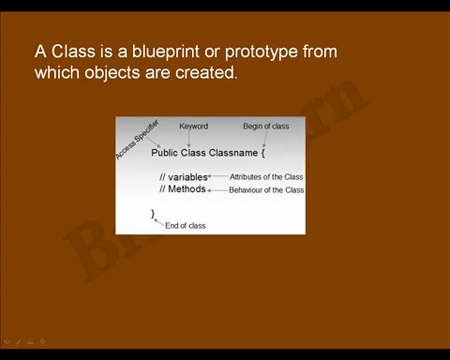 A Class is a blueprint or prototype from
which objects are created.
Access Specifier
Keyword
Begin of class
Public Class Classname {
// variables
Attributes of the Class
// Methods
Behaviour of the Class
}
End of class